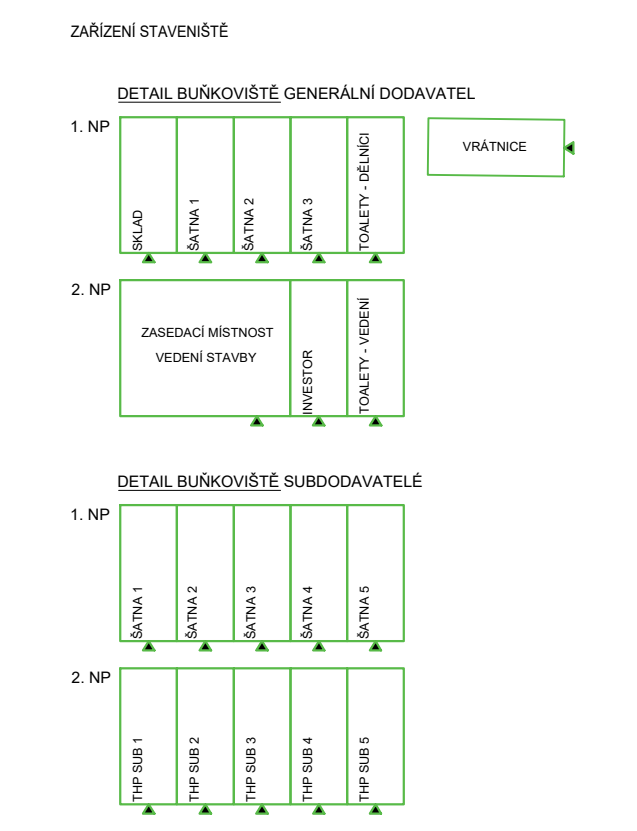 ZAŘÍZENÍ STAVENIŠTĚ
DETAIL BUŇKOVIŠTĚ GENERÁLNÍ DODAVATEL
1. NP
SKLAD
ŠATNA 1
ŠATNA 2
ŠATNA 3
TOALETY - DĚLNÍCI
VRÁTNICE
2. NP
ZASEDACÍ MÍSTNOST
VEDENÍ STAVBY
INVESTOR
TOALETY - VEDENÍ
DETAIL BUŇKOVIŠTĚ SUBDODAVATELÉ
1. NP
ŠATNA 1
ŠATNA 2
ŠATNA 3
ŠATNA 4
ŠATNA 5
2. NP
THP SUB 1
THP SUB 2
THP SUB 3
THP SUB 4
THP SUB 5